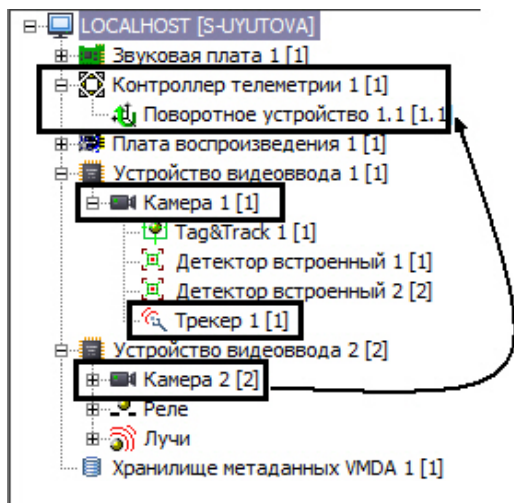 LOCALHOST [S-UYUTOVA]
Звуковая плата 1 [1]
Контроллер телеметрии 1 [1]
Поворотное устройство 1.1 [1.1
Плата воспроизведения 1 [1]
Устройство видеоввода 1 [1]
Камера 1 [1]
Tag&Track 1 [1]
Детектор встроенный 1 [1]
Детектор встроенный 2 [2]
Трекер 1 [1]
Устройство видеоввода 2 [2]
Камера 2 [2]
Реле
Лучи
Хранилище метаданных VMDA 1 [1]